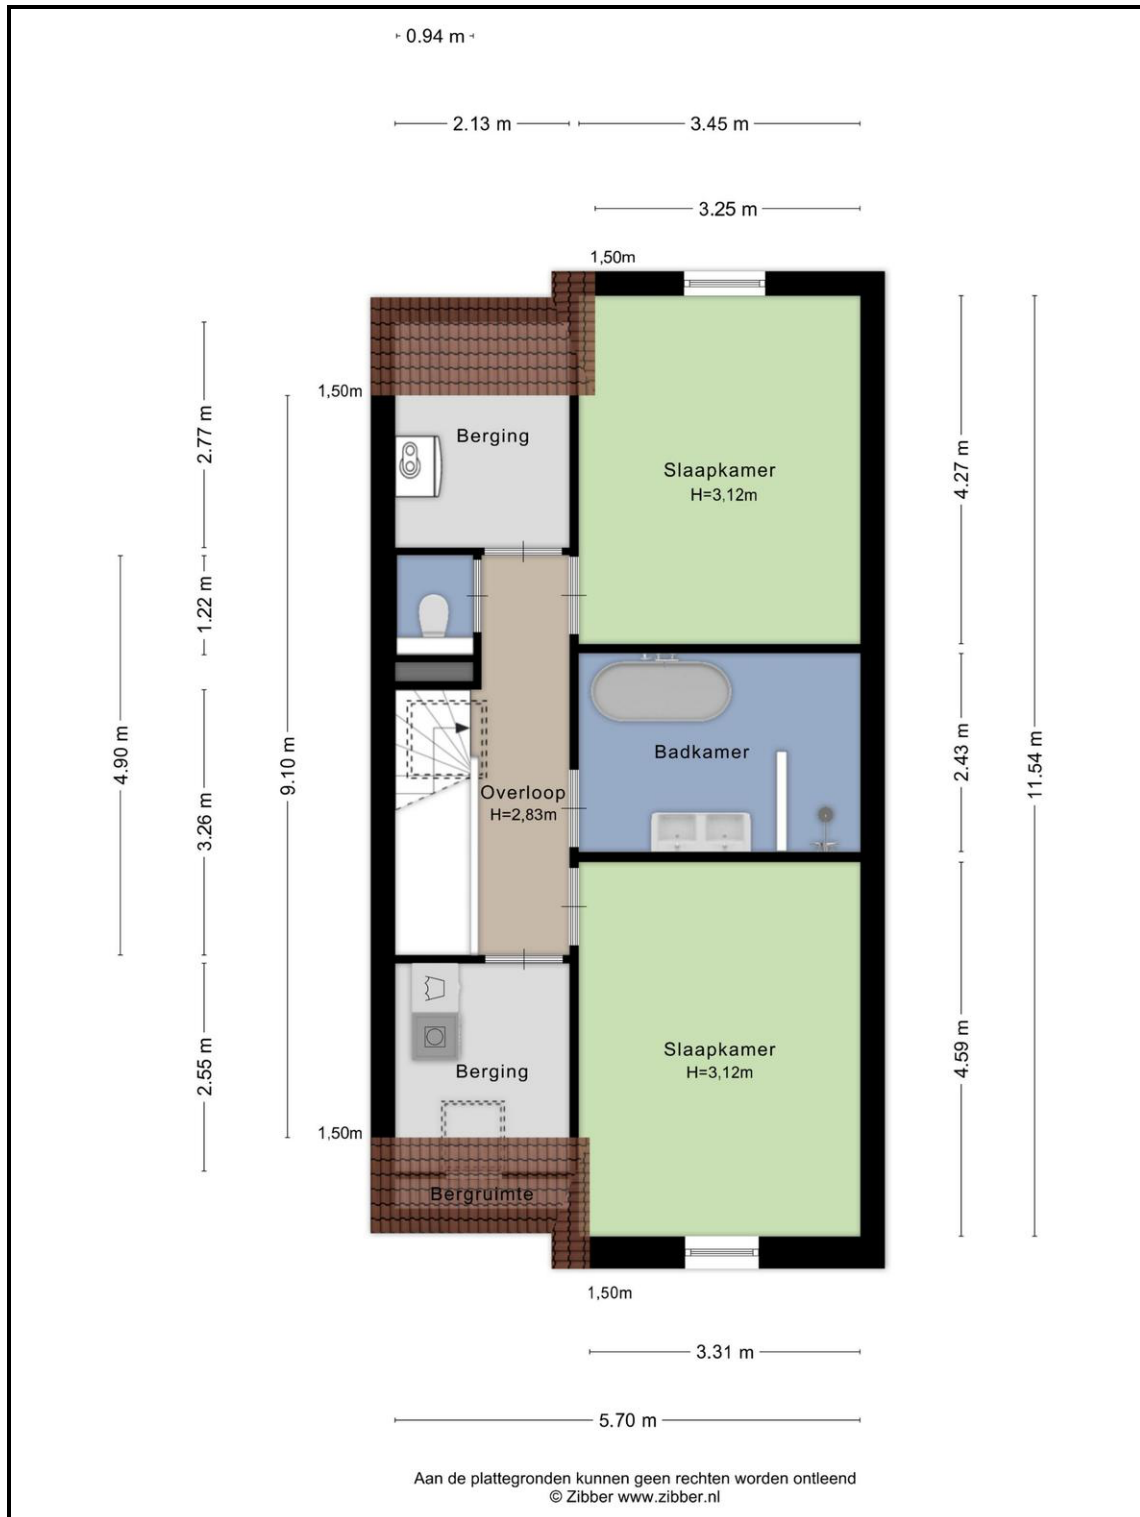 0.94 m
2.13 m
3.45 m
3.25 m
1,50m
1,50m
2.77 m
Berging
Slaapkamer
H=3,12m
4.27 m
1.22 m
4.90 m
9.10 m
Badkamer
2.43 m
11.54 m
Overloop
H=2,83m
3.26 m
2.55 m
Berging
Slaapkamer
H=3,12m
4.59 m
1,50m
Bergruimte
1,50m
3.31 m
5.70 m
Aan de plattegronden kunnen geen rechten worden ontleend
© Zibber www.zibber.nl